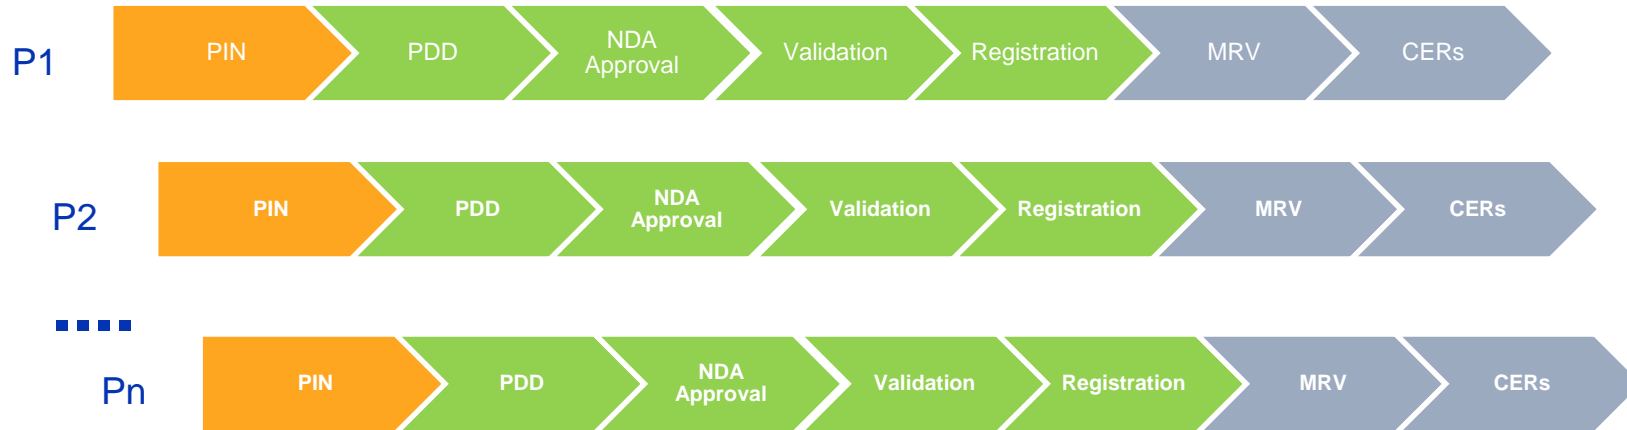 P1
PIN
PDD
NDA
Approval
Validation
Registration
MRV
CERs
P2
PIN
PDD
NDA
Approval
Validation
Registration
MRV
CERs
....
Pn
PIN
PDD
NDA
Approval
Validation
Registration
MRV
CERs